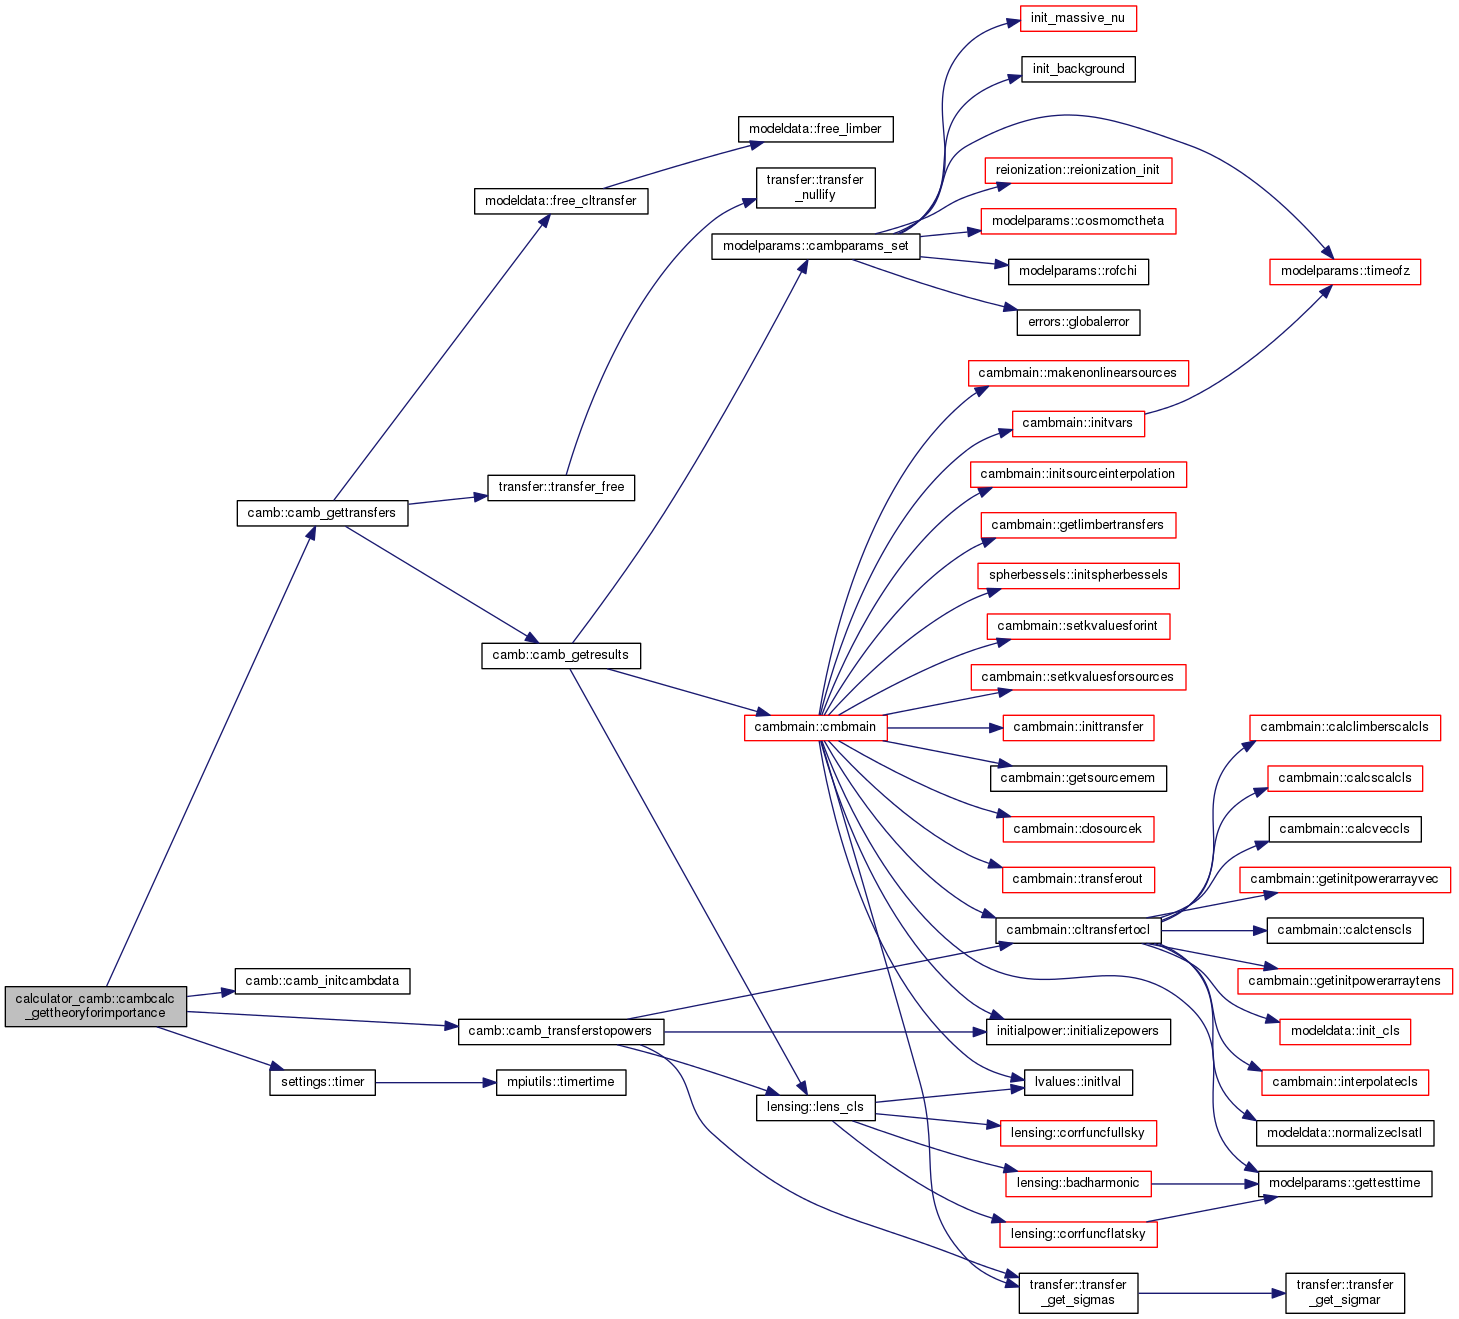 init_massive_nu
init_background
modeldata::free_limber
transfer::transfer
_nullify
reionization::reionization_init
modeldata::free_cltransfer
modelparams::cosmomctheta
modelparams::cambparams_set
modelparams::rofchi
modelparams::timeofz
errors::globalerror
cambmain::makenonlinearsources
cambmain::initvars
cambmain::initsourceinterpolation
transfer::transfer_free
camb::camb_gettransfers
cambmain::getlimbertransfers
spherbessels::initspherbessels
cambmain::setkvaluesforint
camb::camb_getresults
cambmain::setkvaluesforsources
cambmain::cmbmain
cambmain::inittransfer
cambmain::calclimberscalcls
cambmain::getsourcemem
cambmain::calcscalcls
cambmain::dosourcek
cambmain::calcveccls
cambmain::transferout
cambmain::getinitpowerarrayvec
cambmain::cltransfertocl
cambmain::calctenscls
camb::camb_initcambdata
cambmain::getinitpowerarraytens
calculator_camb::cambcalc
_gettheoryforimportance
camb::camb_transferstopowers
initialpower::initializepowers
modeldata::init_cls
settings::timer
mpiutils::timertime
lvalues::initlval
cambmain::interpolatecls
lensing::lens_cls
lensing::corrfuncfullsky
modeldata::normalizeclsatl
lensing::badharmonic
modelparams::gettesttime
lensing::corrfuncflatsky
transfer::transfer
_get_sigmas
transfer::transfer
_get_sigmar